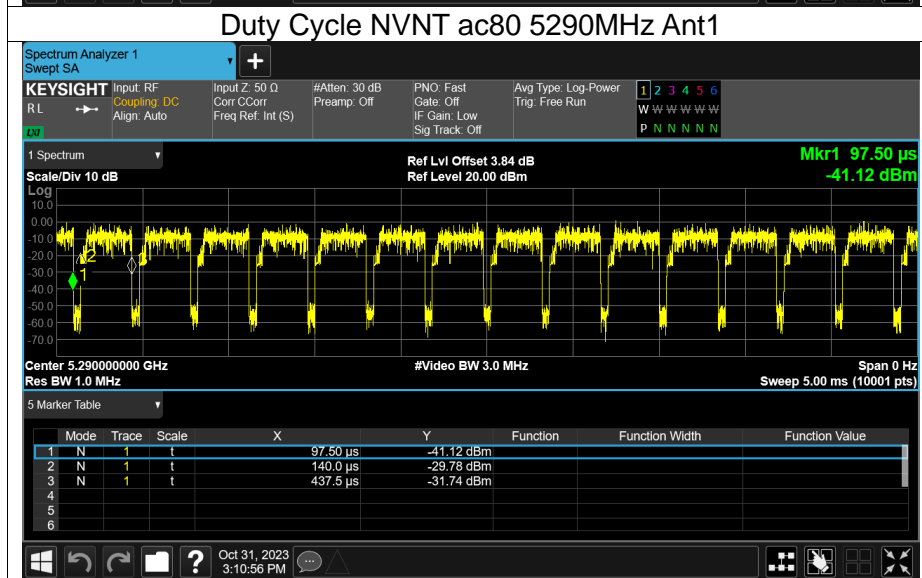 Duty Cycle NVNT ac80 5290MHz Ant1
Spectrum Analyzer 1
Swept SA
+
KEYSIGHT Input: RF Input Z: 50 Ω #Atten: 30 dB PNO: Fast Avg Type: Log-Power 1 2 3 4 5 6
RL Coupling: DC Corr CCorr Preamp: Off Gate: Off Trig: Free Run W W W W W W
Align: Auto Freq Ref: Int (S) IF Gain: Low
LXI Sig Track: Off P N N N N N
1 Spectrum Ref Lvl Offset 3.84 dB Mkr1 97.50 µs
Scale/Div 10 dB Ref Level 20.00 dBm -41.12 dBm
Log
10.0
0.00
-10.0
-20.0 2
-30.0 1
-40.0
-50.0
-60.0
-70.0
Center 5.290000000 GHz #Video BW 3.0 MHz Span 0 Hz
Res BW 1.0 MHz Sweep 5.00 ms (10001 pts)
5 Marker Table
Mode Trace Scale X Y Function Function Width Function Value
1 N 1 t 97.50 µs -41.12 dBm
2 N 1 t 140.0 µs -29.78 dBm
3 N 1 t 437.5 µs -31.74 dBm
4
5
6
? Oct 31, 2023
3:10:56 PM